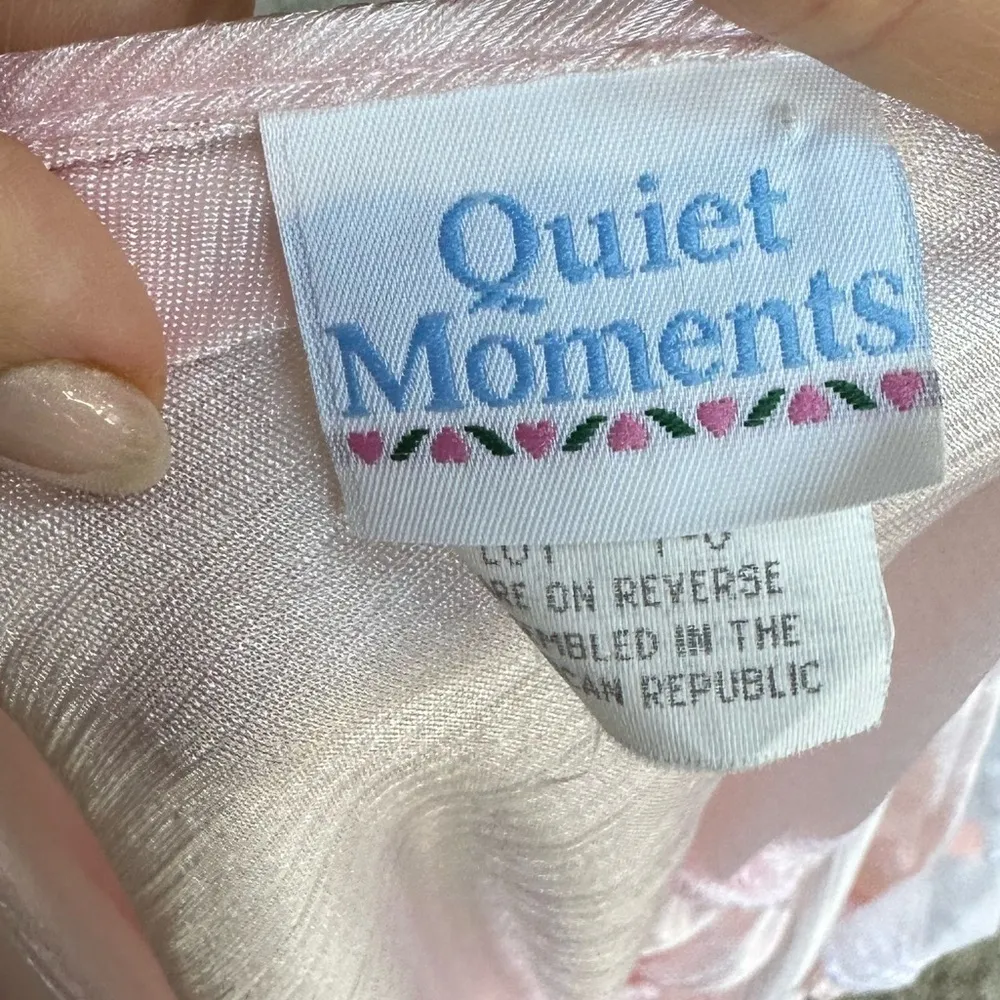 Quiet
Moments
RE ON REVERSE
MBLED IN THE
CAN REPUBLIC